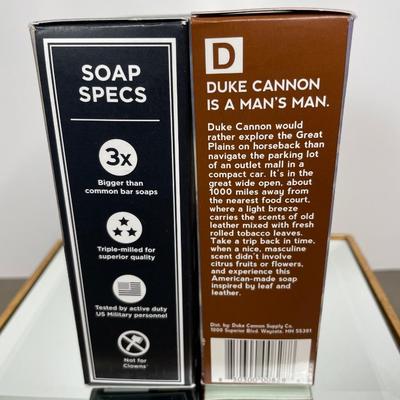 SOAP
SPECS
3x
Bigger than
common bar soaps
Triple-milled for
superior quality
Tested by active duty
US Military personnel
Not for
Clowns
D
DUKE CANNON
IS A MAN'S MAN.
Duke Cannon would
rather explore the Great
Plains on horseback than
navigate the parking lot
of an outlet mall in a
compact car. It's in the
great wide open, about
1000 miles away from
the nearest food court,
where a light breeze
carries the scents of old
leather mixed with fresh
rolled tobacco leaves.
Take a trip back in time,
when a nice, masculine
scent didn't involve
citrus fruits or flowers,
and experience this
American-made soap
inspired by leaf and
leather.
Dist. by: Duke Cannon Supply Co.
1000 Superior Blvd. Wayzata, MN 55391